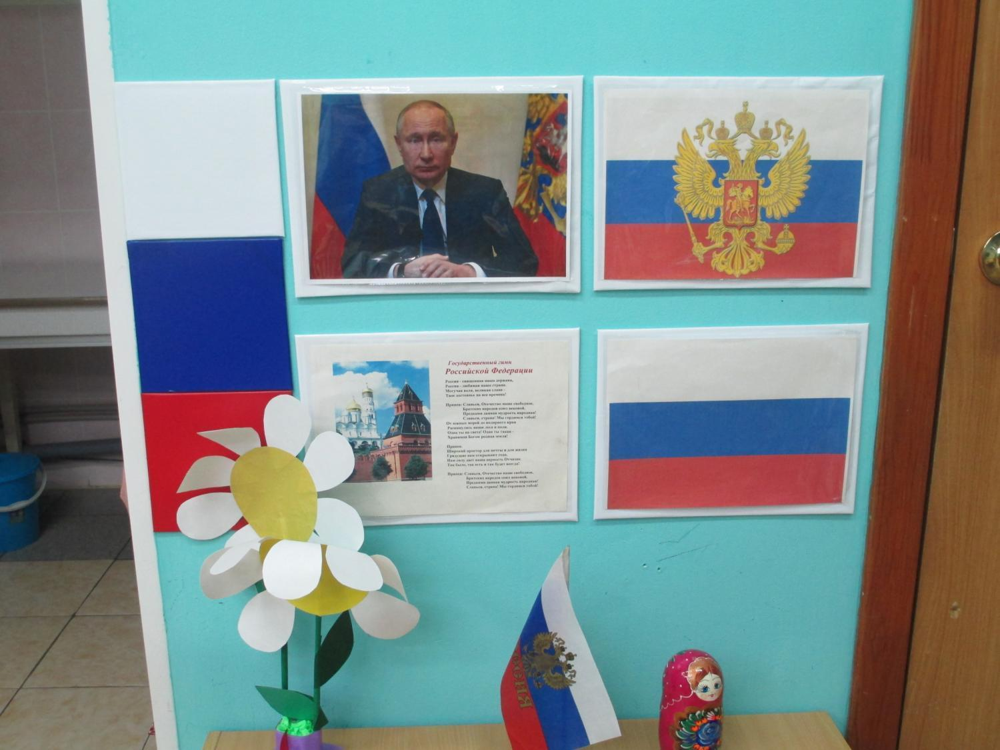 Государственный гимн
Российской Федерации
Россия - священная наша держава,
Россия - любимая наша страна.
Могучая воля, великая слава -
Твое достоянье на все времена!
Припев: Славься, Отечество наше свободное,
Братских народов союз вековой,
Предками данная мудрость народная!
Славься, страна! Мы гордимся тобой!
От южных морей до полярного края
Раскинулись наши леса и поля.
Одна ты на свете! Одна ты такая -
Хранимая Богом родная земля!
Припев.
Широкий простор для мечты и для жизни
Грядущие нам открывают года.
Нам силу дает наша верность Отчизне.
Так было, так есть и так будет всегда!
Припев: Славься, Отечество наше свободное,
Братских народов союз вековой,
Предками данная мудрость народная!
Славься, страна! Мы гордимся тобой!